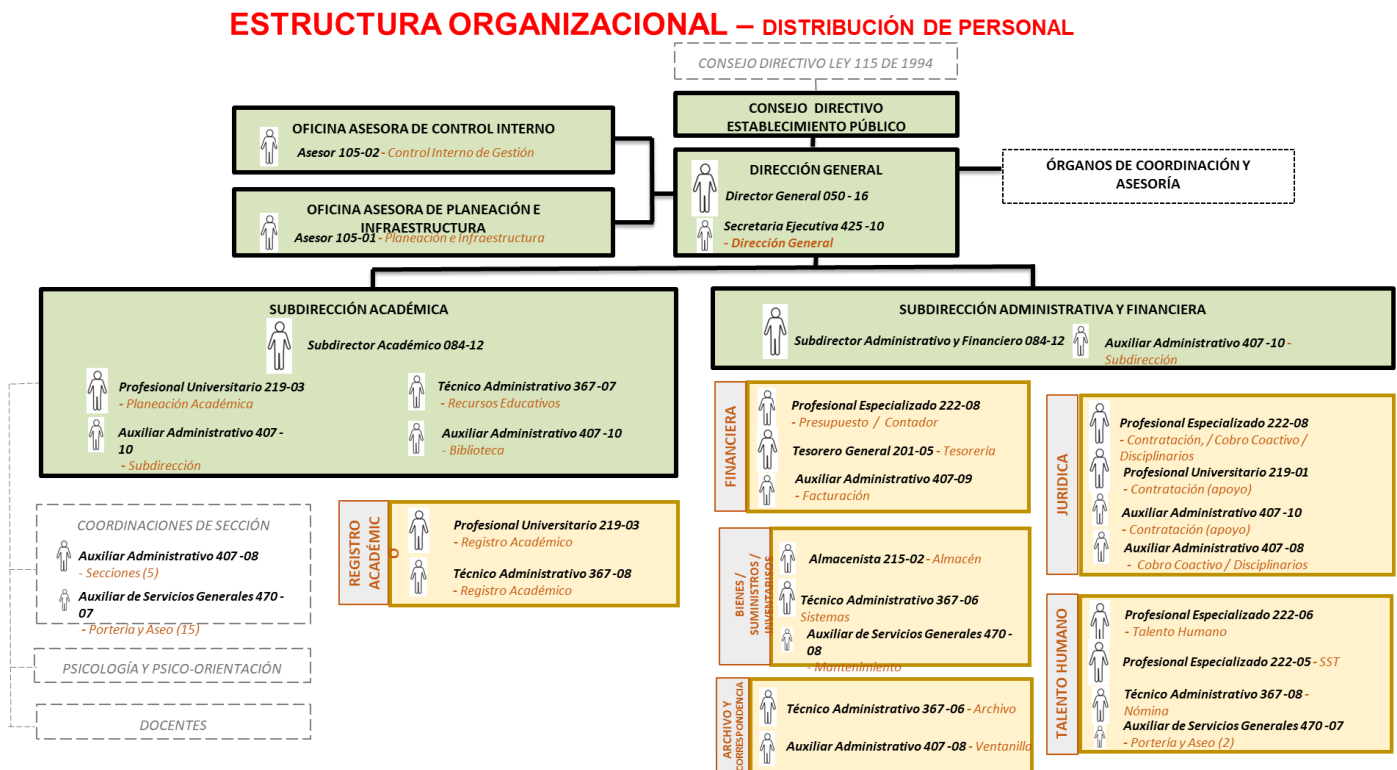 ESTRUCTURA ORGANIZACIONAL – DISTRIBUCIÓN DE PERSONAL
CONSEJO DIRECTIVO LEY 115 DE 1994
CONSEJO DIRECTIVO
ESTABLECIMIENTO PÚBLICO
OFICINA ASESORA DE CONTROL INTERNO
Asesor 105-02 - Control Interno de Gestión
DIRECCIÓN GENERAL
Director General 050 - 16
Secretaria Ejecutiva 425 -10
- Dirección General
ÓRGANOS DE COORDINACIÓN Y
ASESORÍA
OFICINA ASESORA DE PLANEACIÓN E
INFRAESTRUCTURA
Asesor 105-01 - Planeación e Infraestructura
SUBDIRECCIÓN ACADÉMICA
Subdirector Académico 084-12
Profesional Universitario 219-03
- Planeación Académica
Técnico Administrativo 367 -07
- Recursos Educativos
Auxiliar Administrativo 407 -
10
- Subdirección
Auxiliar Administrativo 407 -10
- Biblioteca
SUBDIRECCIÓN ADMINISTRATIVA Y FINANCIERA
Subdirector Administrativo y Financiero 084-12
Auxiliar Administrativo 407 -10 -
Subdirección
COORDINACIONES DE SECCIÓN
Auxiliar Administrativo 407 -08
- Secciones (5)
Auxiliar de Servicios Generales 470 -
07
- Portería y Aseo (15)
PSICOLOGÍA Y PSICO-ORIENTACIÓN
DOCENTES
REGISTRO
ACADÉMIC
O
Profesional Universitario 219-03
- Registro Académico
Técnico Administrativo 367 -08
- Registro Académico
FINANCIERA
Profesional Especializado 222-08
- Presupuesto / Contador
Tesorero General 201-05 - Tesorería
Auxiliar Administrativo 407-09
- Facturación
BIENES /
SUMINISTROS /
INVENTARISOS
Almacenista 215-02 - Almacén
Técnico Administrativo 367 -06
Sistemas
Auxiliar de Servicios Generales 470 -
08
- Mantenimiento
ARCHIVO Y
CORRESPONDENCIA
Técnico Administrativo 367 -06 - Archivo
Auxiliar Administrativo 407 -08 - Ventanilla
JURIDICA
Profesional Especializado 222-08
- Contratación, / Cobro Coactivo /
Disciplinarios
Profesional Universitario 219-01
- Contratación (apoyo)
Auxiliar Administrativo 407 -10
- Contratación (apoyo)
Auxiliar Administrativo 407 -08
- Cobro Coactivo / Disciplinarios
TALENTO HUMANO
Profesional Especializado 222-06
- Talento Humano
Profesional Especializado 222-05 - SST
Técnico Administrativo 367 -08 -
Nómina
Auxiliar de Servicios Generales 470 -07
- Portería y Aseo (2)